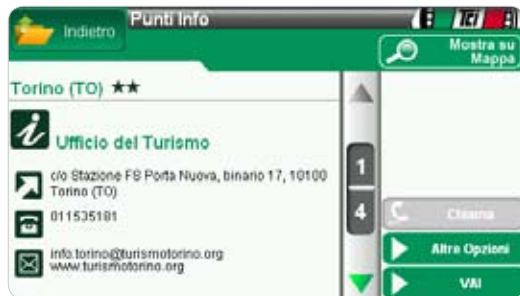 Indietro
Punti Info
Tci
Mostra su
Mappa
Torino (TO) ★★
i
Ufficio del Turismo
c/o Stazione FS Porta Nuova, binario 17, 10100
Torino (TO)
011535181
info.torino@turismotorino.org
www.turismotorino.org
1
4
Chiama
Altre Opzioni
VAI